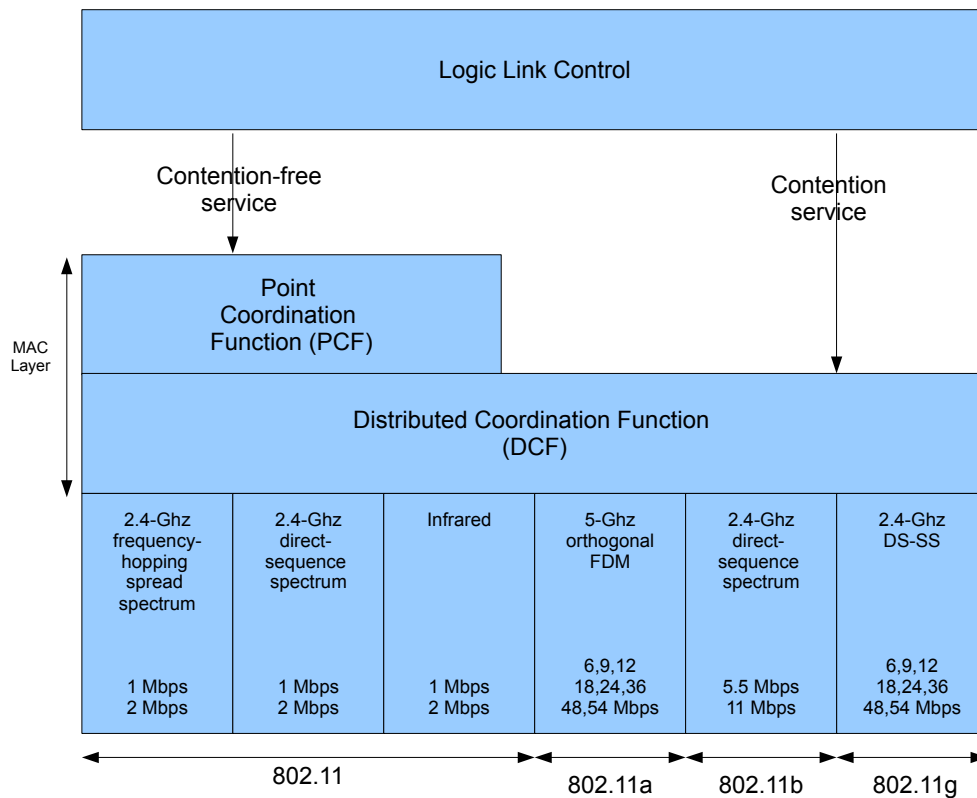 Logic Link Control
Contention-free
service
Contention
service
Point
Coordination
Function (PCF)
MAC
Layer
Distributed Coordination Function
(DCF)
2.4-Ghz
frequency-
hopping
spread
spectrum
1 Mbps
2 Mbps
2.4-Ghz
direct-
sequence
spectrum
1 Mbps
2 Mbps
Infrared
1 Mbps
2 Mbps
5-Ghz
orthogonal
FDM
6,9,12
18,24,36
48,54 Mbps
2.4-Ghz
direct-
sequence
spectrum
5.5 Mbps
11 Mbps
2.4-Ghz
DS-SS
6,9,12
18,24,36
48,54 Mbps
802.11
802.11a
802.11b
802.11g